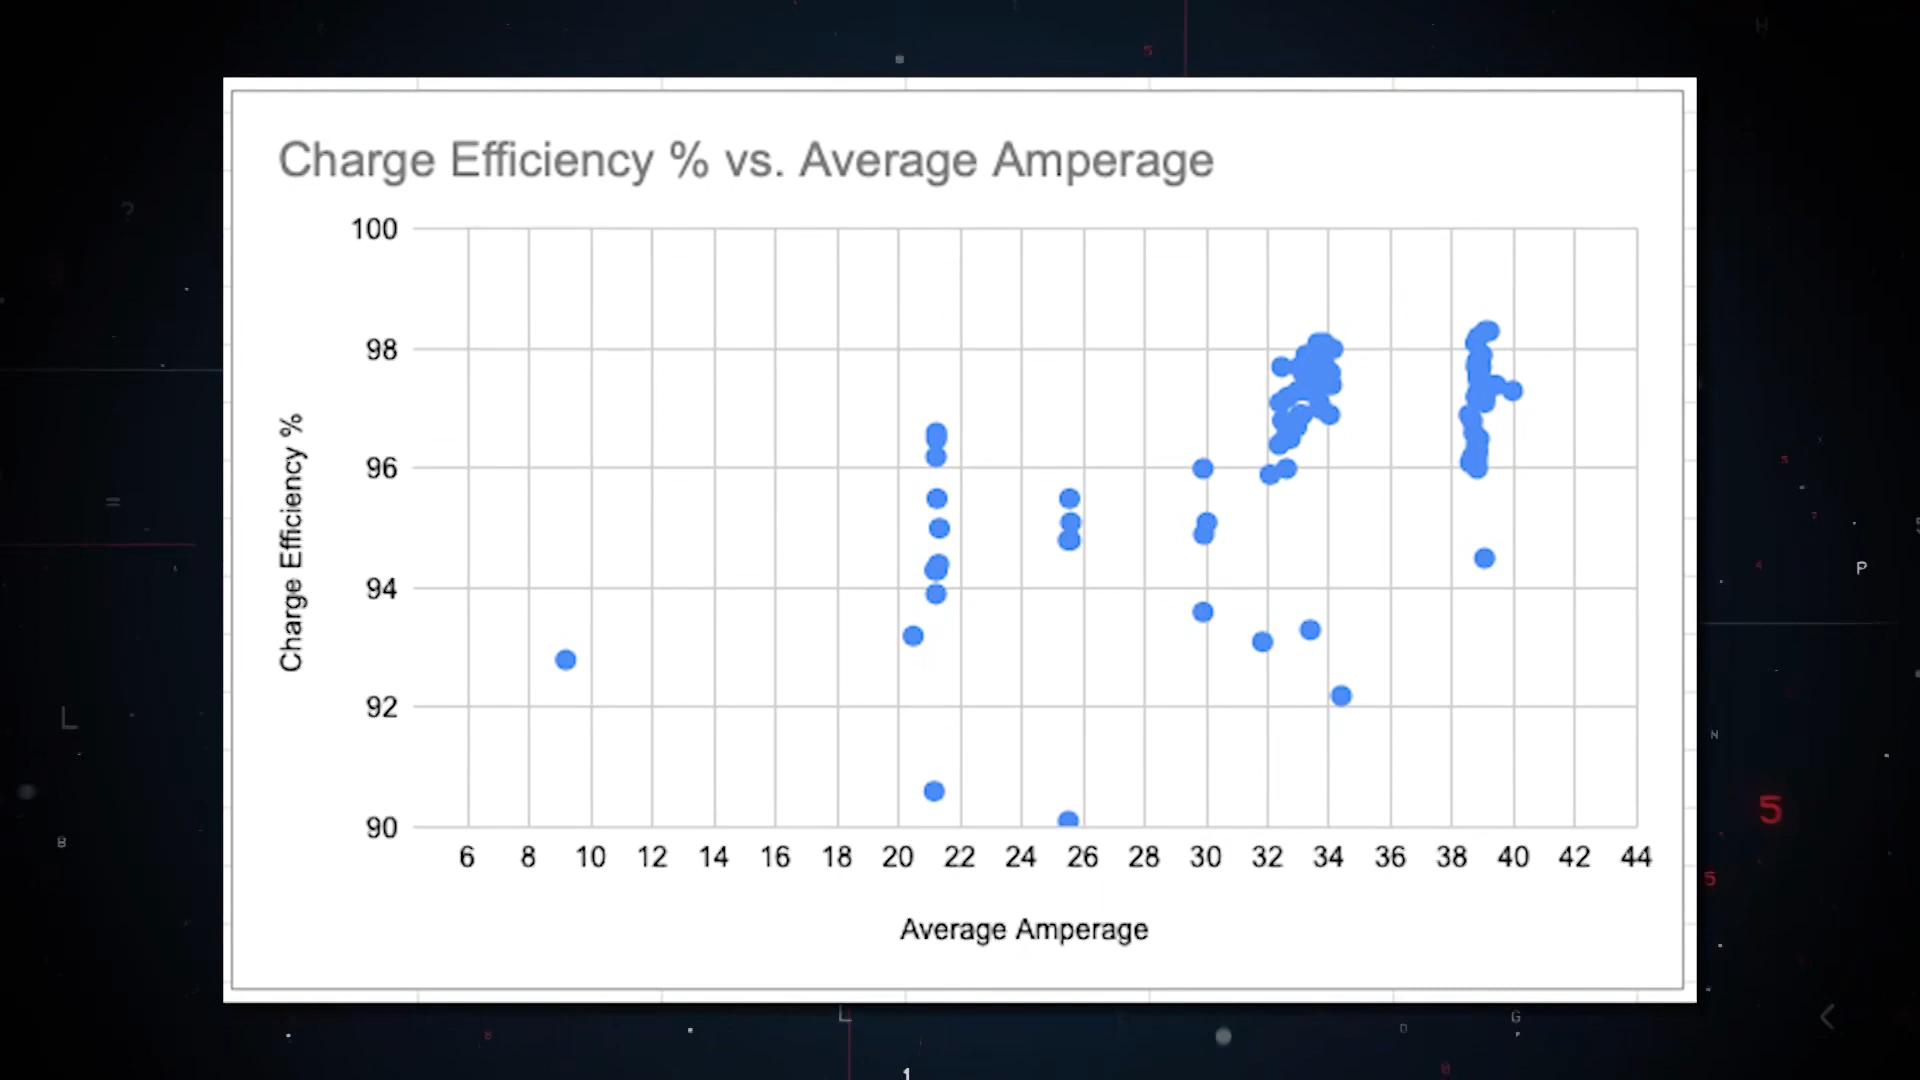 Charge Efficiency % vs. Average Amperage
100
98
96
94
92
90
Charge Efficiency %
6 8 10 12 14 16 18 20 22 24 26 28 30 32 34 36 38 40 42 44
Average Amperage